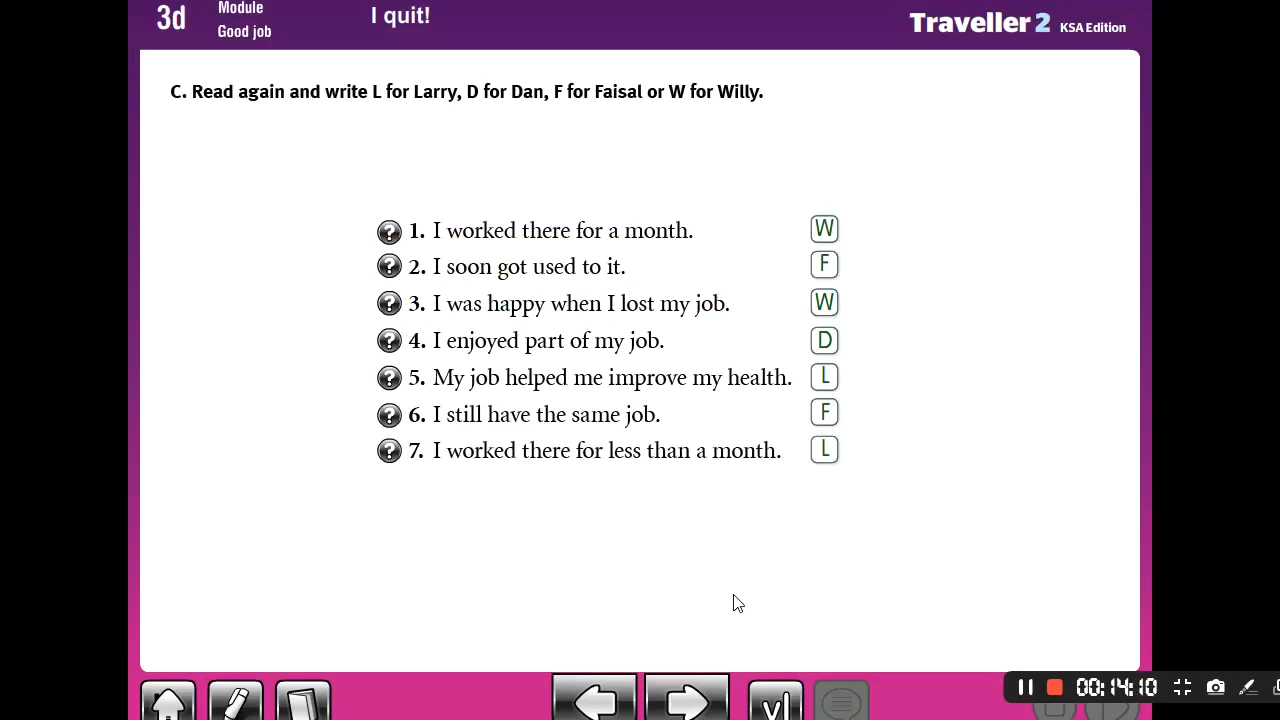 3d
Module
Good job
I quit!
Traveller 2 KSA Edition
C. Read again and write L for Larry, D for Dan, F for Faisal or W for Willy.
? 1. I worked there for a month. W
? 2. I soon got used to it. F
? 3. I was happy when I lost my job. W
? 4. I enjoyed part of my job. D
? 5. My job helped me improve my health. L
? 6. I still have the same job. F
? 7. I worked there for less than a month. L
00:14:10